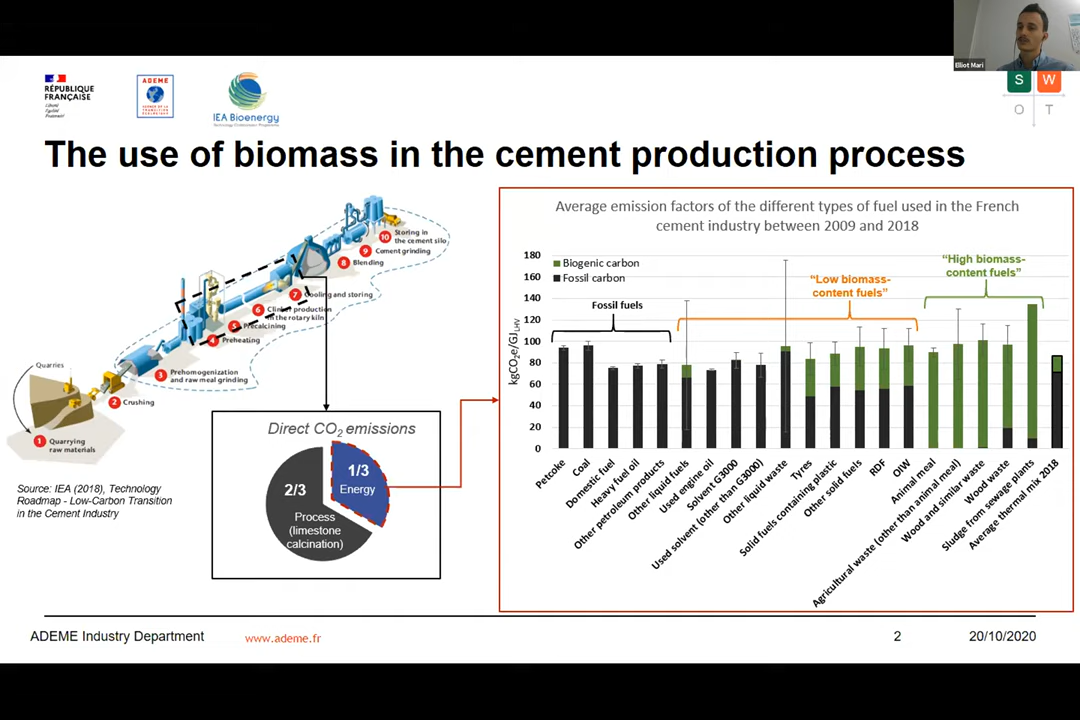 Elliot Mari
S W
O T
RÉPUBLIQUE
FRANÇAISE
Liberté
Égalité
Fraternité
ADEME
IEA Bioenergy
Technology Collaboration Programme
The use of biomass in the cement production process
Quarries
1 Quarrying
raw materials
2 Crushing
3 Prehomogenization
and raw meal grinding
4 Preheating
5 Precalcining
6 Clinker production
in the rotary kiln
7 Cooling and storing
8 Blending
9 Cement grinding
10 Storing in
the cement silo
Source: IEA (2018), Technology
Roadmap - Low-Carbon Transition
in the Cement Industry
Direct CO2 emissions
1/3
Energy
2/3
Process
(limestone
calcination)
Average emission factors of the different types of fuel used in the French
cement industry between 2009 and 2018
kgCO2e/GJLHV
180
160
140
120
100
80
60
40
20
0
Biogenic carbon
Fossil carbon
Fossil fuels
"Low biomass-
content fuels"
"High biomass-
content fuels"
Petcoke
Coal
Domestic fuel
Heavy fuel oil
Other petroleum products
Other liquid fuels
Used engine oil
Solvent G3000
Used solvent (other than G3000)
Other liquid waste
Tyres
Solid fuels containing plastic
Other solid fuels
RDF
OIW
Animal meal
Agricultural waste (other than animal meal)
Wood and similar waste
Wood waste
Sludge from sewage plants
Average thermal mix 2018
ADEME Industry Department
www.ademe.fr
2
20/10/2020